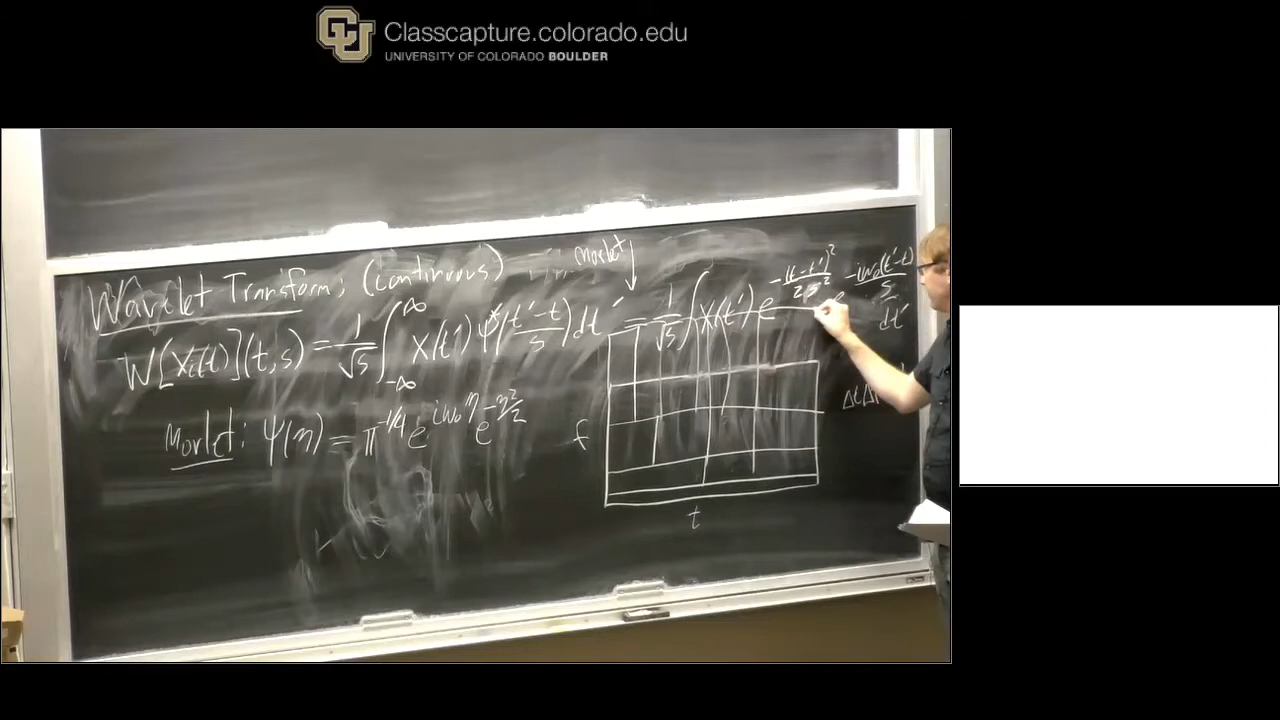 Classcapture.colorado.edu
UNIVERSITY OF COLORADO BOULDER
Wavelet Transform: (continuous)
Morlet ↓
W[X(t)](t,s) = 1/√s ∫_{-∞}^{∞} X(t') ψ*((t'-t)/s) dt' = 1/√s ∫ X(t') e^{-(t-t')²/2s²} e^{-iω₀(t'-t)/s} dt'
Morlet: ψ(η) = π^{-1/4} e^{iω₀η} e^{-η²/2}
f
t